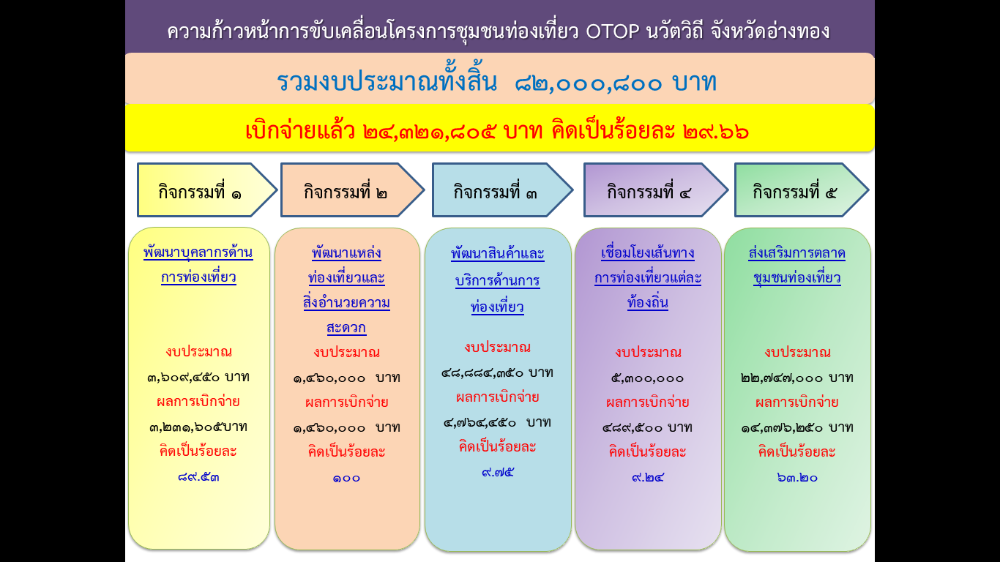 ความก้าวหน้าการขับเคลื่อนโครงการชุมชนท่องเที่ยว OTOP นวัตวิถี จังหวัดอ่างทอง
รวมงบประมาณทั้งสิ้น ๘๒,๐๐๐,๘๐๐ บาท
เบิกจ่ายแล้ว ๒๔,๓๒๑,๘๐๕ บาท คิดเป็นร้อยละ ๒๙.๖๖
กิจกรรมที่ ๑
พัฒนาบุคลากรด้าน
การท่องเที่ยว
งบประมาณ
๓,๖๐๙,๔๕๐ บาท
ผลการเบิกจ่าย
๓,๒๓๑,๖๐๕บาท
คิดเป็นร้อยละ
๘๙.๕๓
กิจกรรมที่ ๒
พัฒนาแหล่ง
ท่องเที่ยวและ
สิ่งอำนวยความ
สะดวก
งบประมาณ
๑,๔๖๐,๐๐๐ บาท
ผลการเบิกจ่าย
๑,๔๖๐,๐๐๐ บาท
คิดเป็นร้อยละ
๑๐๐
กิจกรรมที่ ๓
พัฒนาสินค้าและ
บริการด้านการ
ท่องเที่ยว
งบประมาณ
๔๘,๘๘๔,๓๕๐ บาท
ผลการเบิกจ่าย
๔,๗๖๔,๔๕๐ บาท
คิดเป็นร้อยละ
๙.๗๕
กิจกรรมที่ ๔
เชื่อมโยงเส้นทาง
การท่องเที่ยวแต่ละ
ท้องถิ่น
งบประมาณ
๕,๓๐๐,๐๐๐
ผลการเบิกจ่าย
๔๘๙,๕๐๐ บาท
คิดเป็นร้อยละ
๙.๒๔
กิจกรรมที่ ๕
ส่งเสริมการตลาด
ชุมชนท่องเที่ยว
งบประมาณ
๒๒,๗๔๗,๐๐๐ บาท
ผลการเบิกจ่าย
๑๔,๓๗๖,๒๕๐ บาท
คิดเป็นร้อยละ
๖๓.๒๐